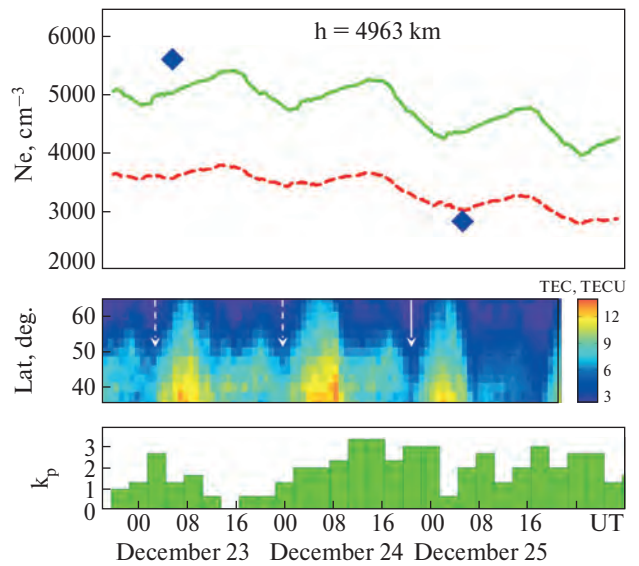 h = 4963 km
Ne, cm⁻³
6000
5000
4000
3000
2000
TEC, TECU
Lat, deg.
60
50
40
12
9
6
3
kp
3
2
1
0
00 08 16 00 08 16 00 08 16 UT
December 23 December 24 December 25